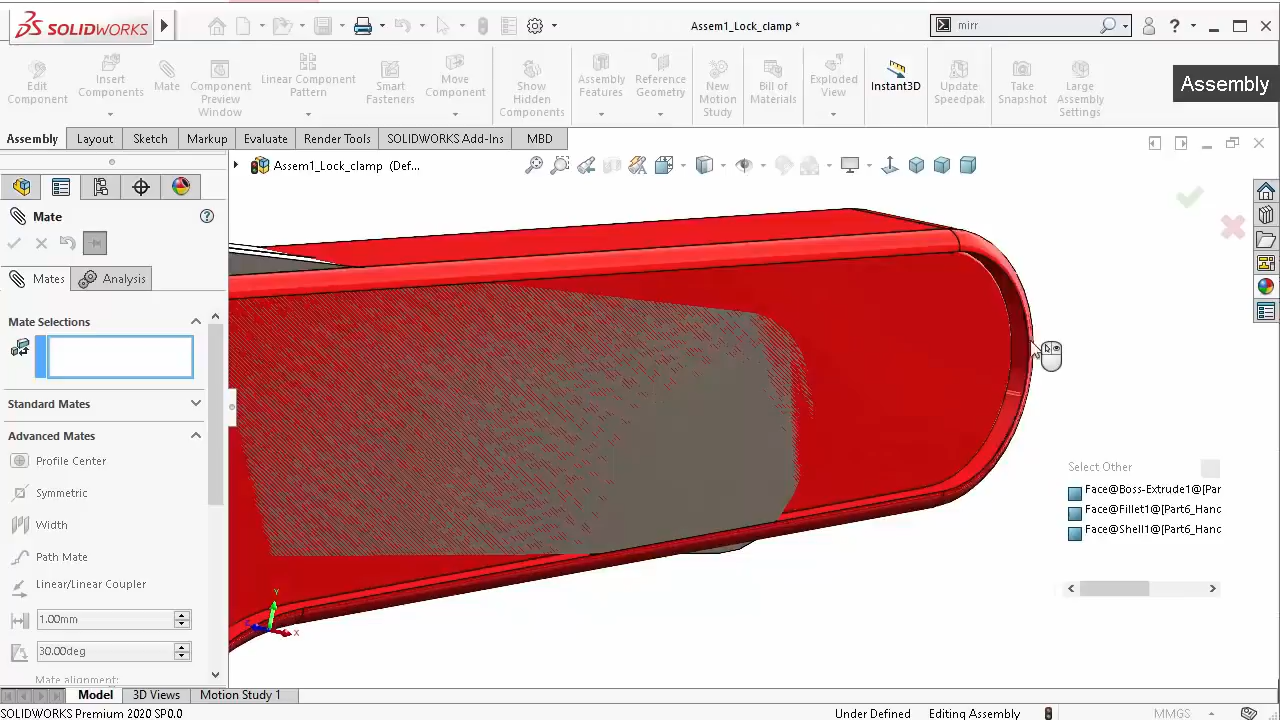 SOLIDWORKS
Assem1_Lock_clamp *
mirr
?
Edit Component
Insert Components
Mate
Component Preview Window
Linear Component Pattern
Smart Fasteners
Move Component
Show Hidden Components
Assembly Features
Reference Geometry
New Motion Study
Bill of Materials
Exploded View
Instant3D
Update Speedpak
Take Snapshot
Large Assembly Settings
Assembly
Assembly
Layout
Sketch
Markup
Evaluate
Render Tools
SOLIDWORKS Add-Ins
MBD
Assem1_Lock_clamp (Def...
Mate
Mates
Analysis
Mate Selections
Standard Mates
Advanced Mates
Profile Center
Symmetric
Width
Path Mate
Linear/Linear Coupler
1.00mm
30.00deg
Mate alignment:
Select Other
Face@Boss-Extrude1@[Par
Face@Fillet1@[Part6_Hanc
Face@Shell1@[Part6_Hanc
Y
X
Model
3D Views
Motion Study 1
SOLIDWORKS Premium 2020 SP0.0
Under Defined
Editing Assembly
MMGS